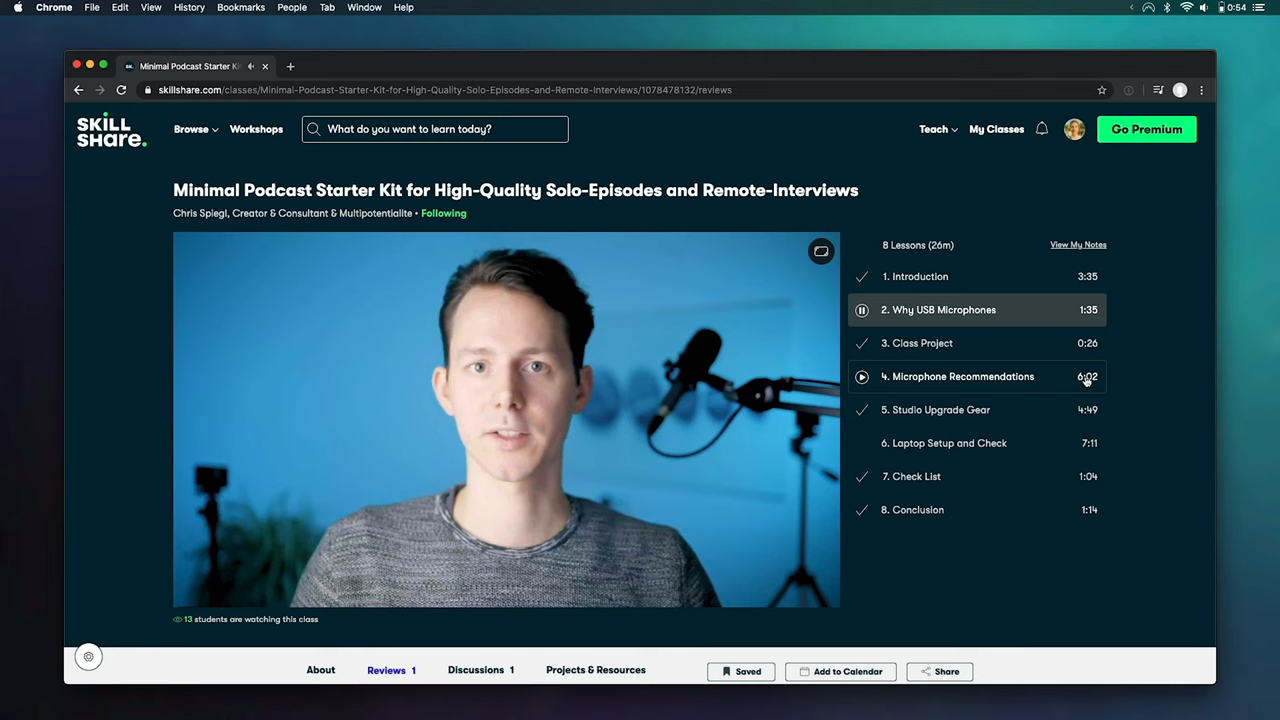 Chrome File Edit View History Bookmarks People Tab Window Help 0:54
Minimal Podcast Starter Ki
skillshare.com/classes/Minimal-Podcast-Starter-Kit-for-High-Quality-Solo-Episodes-and-Remote-Interviews/1078478132/reviews
SKILL
SHARE.
Browse Workshops What do you want to learn today? Teach My Classes Go Premium
Minimal Podcast Starter Kit for High-Quality Solo-Episodes and Remote-Interviews
Chris Spiegl, Creator & Consultant & Multipotentialite • Following
8 Lessons (26m) View My Notes
1. Introduction 3:35
2. Why USB Microphones 1:35
3. Class Project 0:26
4. Microphone Recommendations 6:02
5. Studio Upgrade Gear 4:49
6. Laptop Setup and Check 7:11
7. Check List 1:04
8. Conclusion 1:14
13 students are watching this class
About Reviews 1 Discussions 1 Projects & Resources Saved Add to Calendar Share